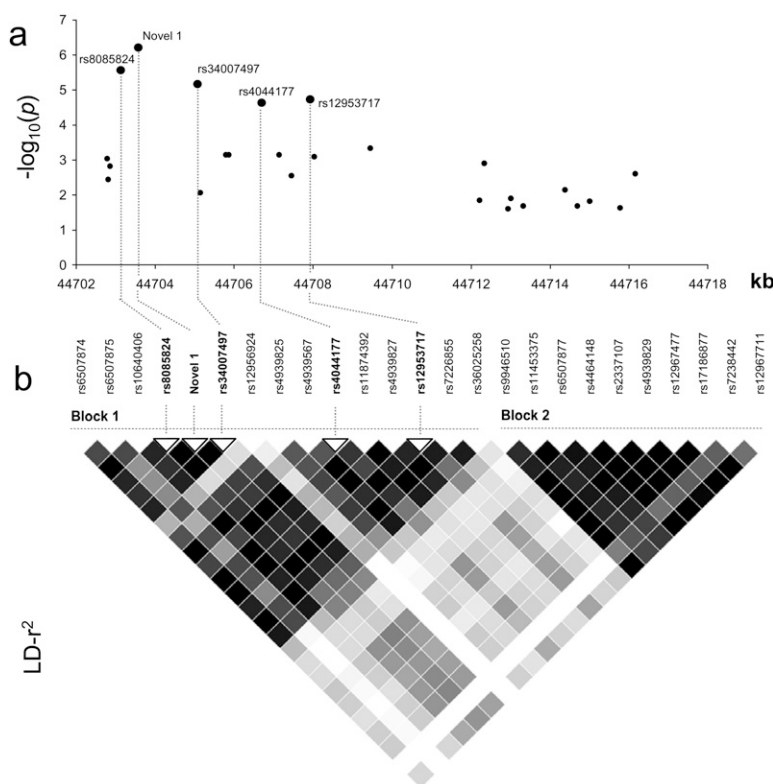 a
-log10(p)
7
6
5
4
3
2
1
0
Novel 1
rs8085824
rs34007497
rs4044177
rs12953717
44702 44704 44706 44708 44710 44712 44714 44716 44718 kb
b
rs6507874
rs6507875
rs10640406
rs8085824
Novel 1
rs34007497
rs12956924
rs4939825
rs4939567
rs4044177
rs11874392
rs4939827
rs12953717
rs7226855
rs36025258
rs9946510
rs11453375
rs6507877
rs4464148
rs2337107
rs4939829
rs12967477
rs17186877
rs7238442
rs12967711
Block 1 Block 2
LD-r²